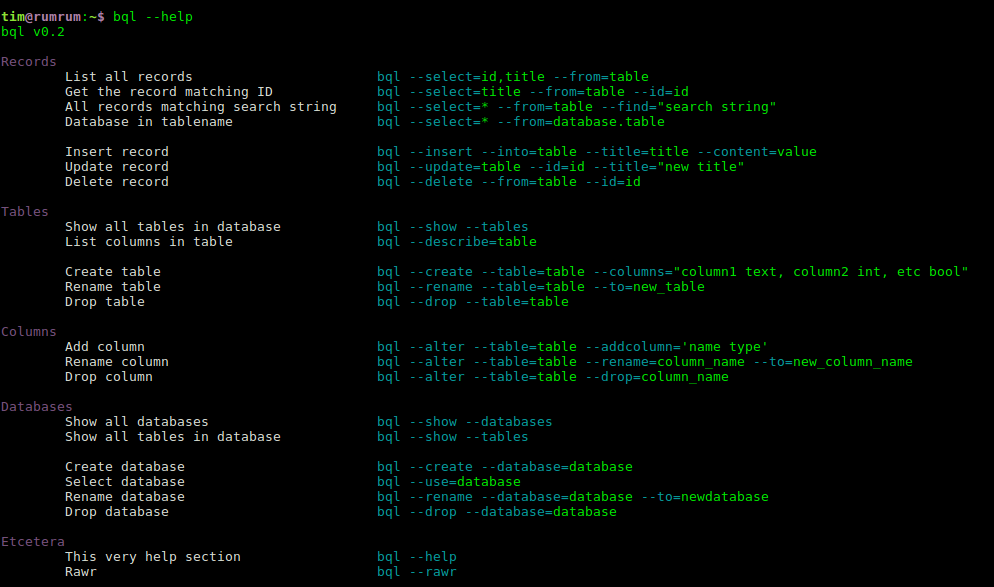 tim@rumrum:~$ bql --help
bql v0.2
Records
List all records bql --select=id,title --from=table
Get the record matching ID bql --select=title --from=table --id=id
All records matching search string bql --select=* --from=table --find="search string"
Database in tablename bql --select=* --from=database.table
Insert record bql --insert --into=table --title=title --content=value
Update record bql --update=table --id=id --title="new title"
Delete record bql --delete --from=table --id=id
Tables
Show all tables in database bql --show --tables
List columns in table bql --describe=table
Create table bql --create --table=table --columns="column1 text, column2 int, etc bool"
Rename table bql --rename --table=table --to=new_table
Drop table bql --drop --table=table
Columns
Add column bql --alter --table=table --addcolumn='name type'
Rename column bql --alter --table=table --rename=column_name --to=new_column_name
Drop column bql --alter --table=table --drop=column_name
Databases
Show all databases bql --show --databases
Show all tables in database bql --show --tables
Create database bql --create --database=database
Select database bql --use=database
Rename database bql --rename --database=database --to=newdatabase
Drop database bql --drop --database=database
Etcetera
This very help section bql --help
Rawr bql --rawr